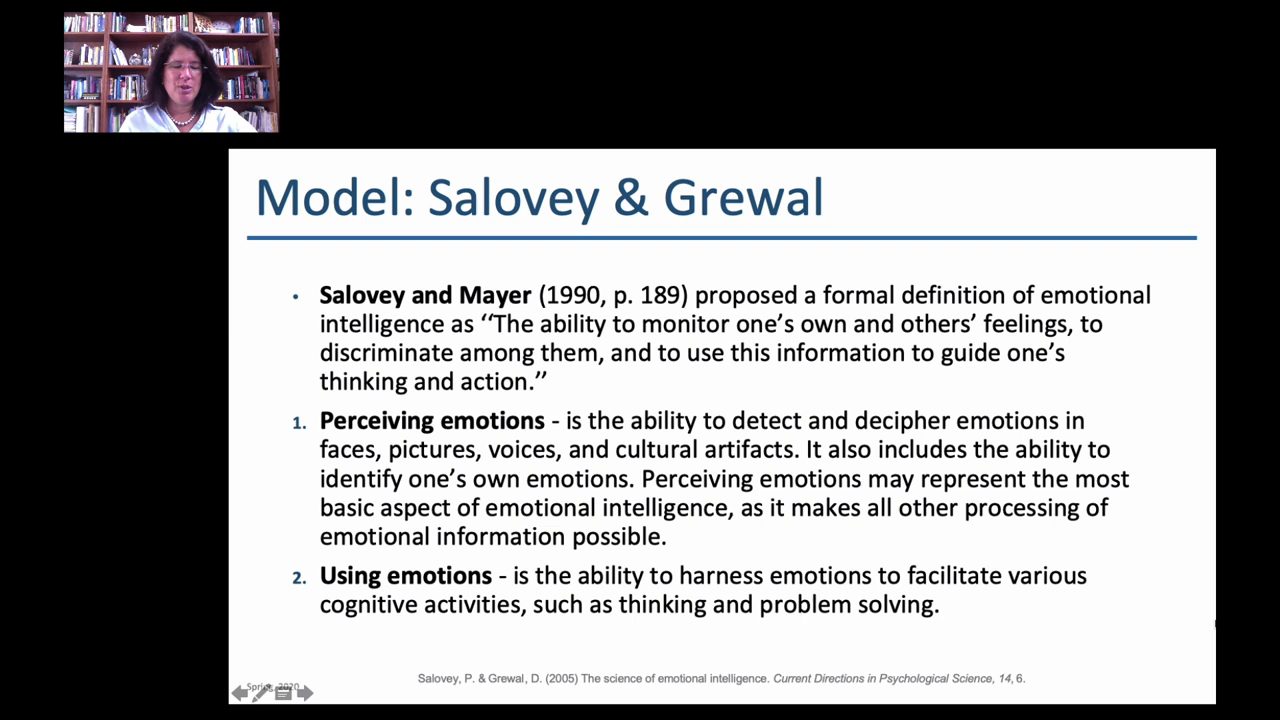 Model: Salovey & Grewal
• Salovey and Mayer (1990, p. 189) proposed a formal definition of emotional
intelligence as ‘‘The ability to monitor one’s own and others’ feelings, to
discriminate among them, and to use this information to guide one’s
thinking and action.’’
1. Perceiving emotions - is the ability to detect and decipher emotions in
faces, pictures, voices, and cultural artifacts. It also includes the ability to
identify one’s own emotions. Perceiving emotions may represent the most
basic aspect of emotional intelligence, as it makes all other processing of
emotional information possible.
2. Using emotions - is the ability to harness emotions to facilitate various
cognitive activities, such as thinking and problem solving.
Salovey, P. & Grewal, D. (2005) The science of emotional intelligence. Current Directions in Psychological Science, 14, 6.
Spring 2020